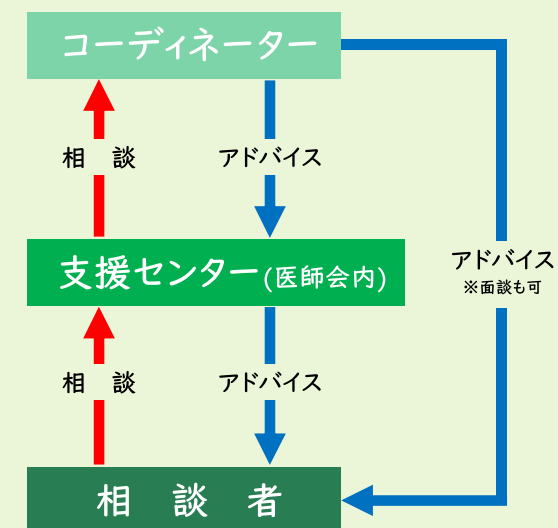 コーディネーター
相　談
アドバイス
支援センター(医師会内)
アドバイス
※面談も可
相　談
アドバイス
相　談　者